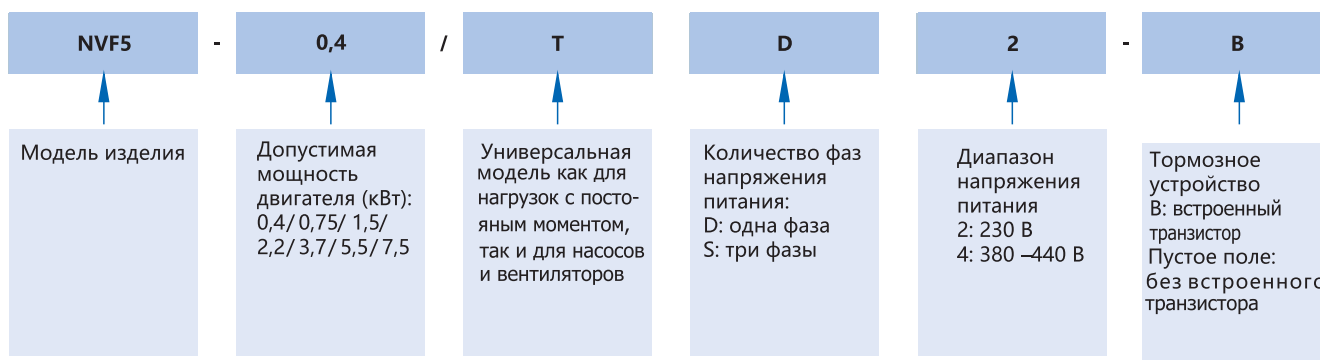 NVF5 - 0,4 / T D 2 - B
Модель изделия
Допустимая
мощность
двигателя (кВт):
0,4/ 0,75/ 1,5/
2,2/ 3,7/ 5,5/ 7,5
Универсальная
модель как для
нагрузок с посто-
яным моментом,
так и для насосов
и вентиляторов
Количество фаз
напряжения
питания:
D: одна фаза
S: три фазы
Диапазон
напряжения
питания
2: 230 В
4: 380 –440 В
Тормозное
устройство
B: встроенный
транзистор
Пустое поле:
без встроенного
транзистора